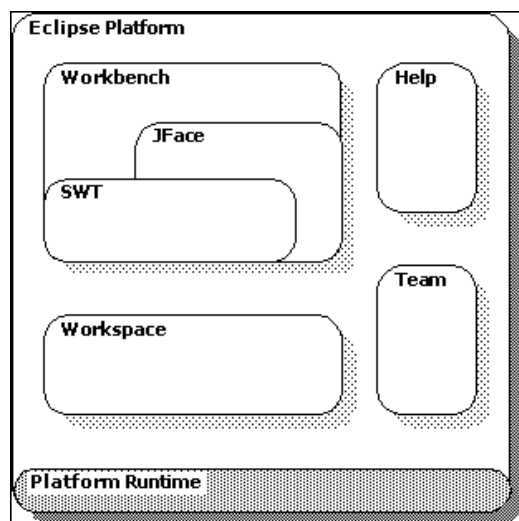 Eclipse Platform
Workbench
Help
JFace
SWT
Team
Workspace
Platform Runtime